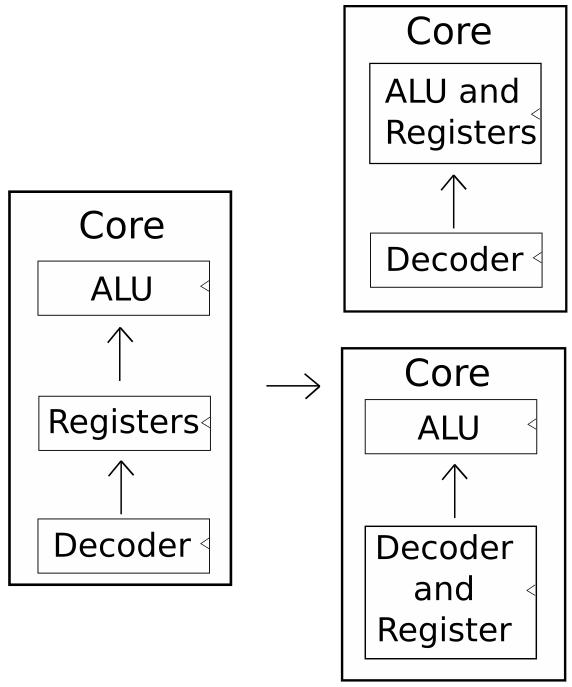 Core
ALU
Registers
Decoder
Core
ALU and
Registers
Decoder
Core
ALU
Decoder
and
Register